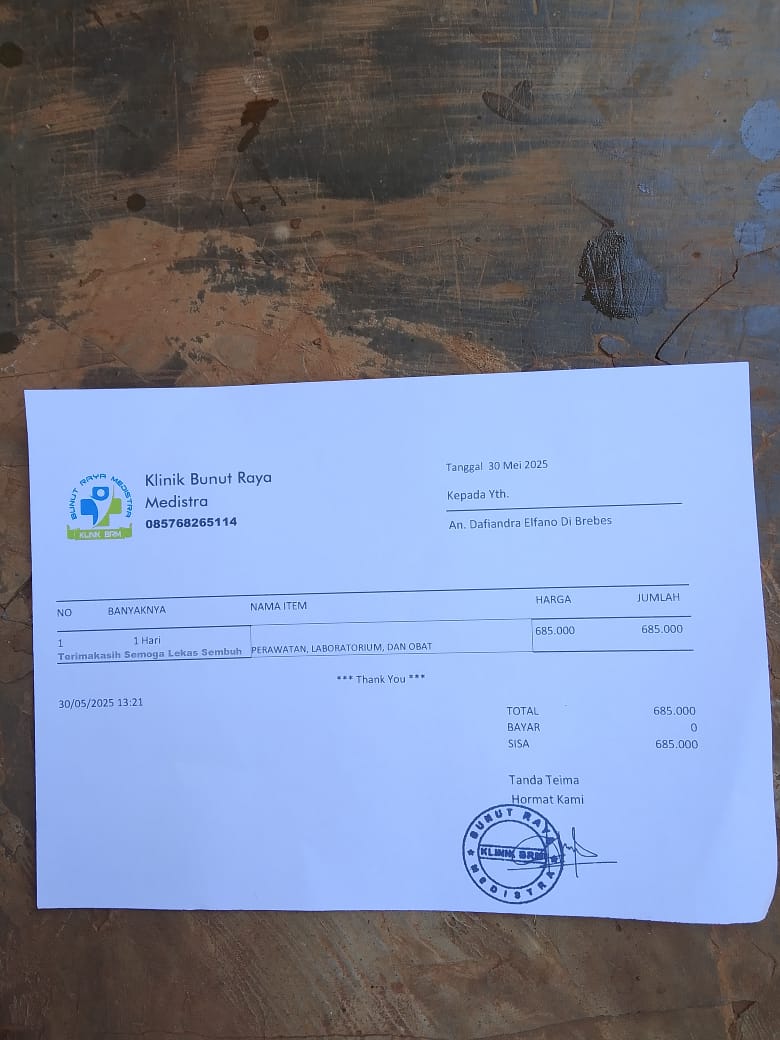 BUNUT RAYA MEDISTRA
KLINIK BRM
Klinik Bunut Raya
Medistra
085768265114
Tanggal 30 Mei 2025
Kepada Yth.
An. Dafiandra Elfano Di Brebes
NO BANYAKNYA NAMA ITEM HARGA JUMLAH
1 1 Hari PERAWATAN, LABORATORIUM, DAN OBAT 685.000 685.000
Terimakasih Semoga Lekas Sembuh
*** Thank You ***
30/05/2025 13:21
TOTAL 685.000
BAYAR 0
SISA 685.000
Tanda Teima
Hormat Kami
BUNUT RAYA
KLINIK BRM
MEDISTRA